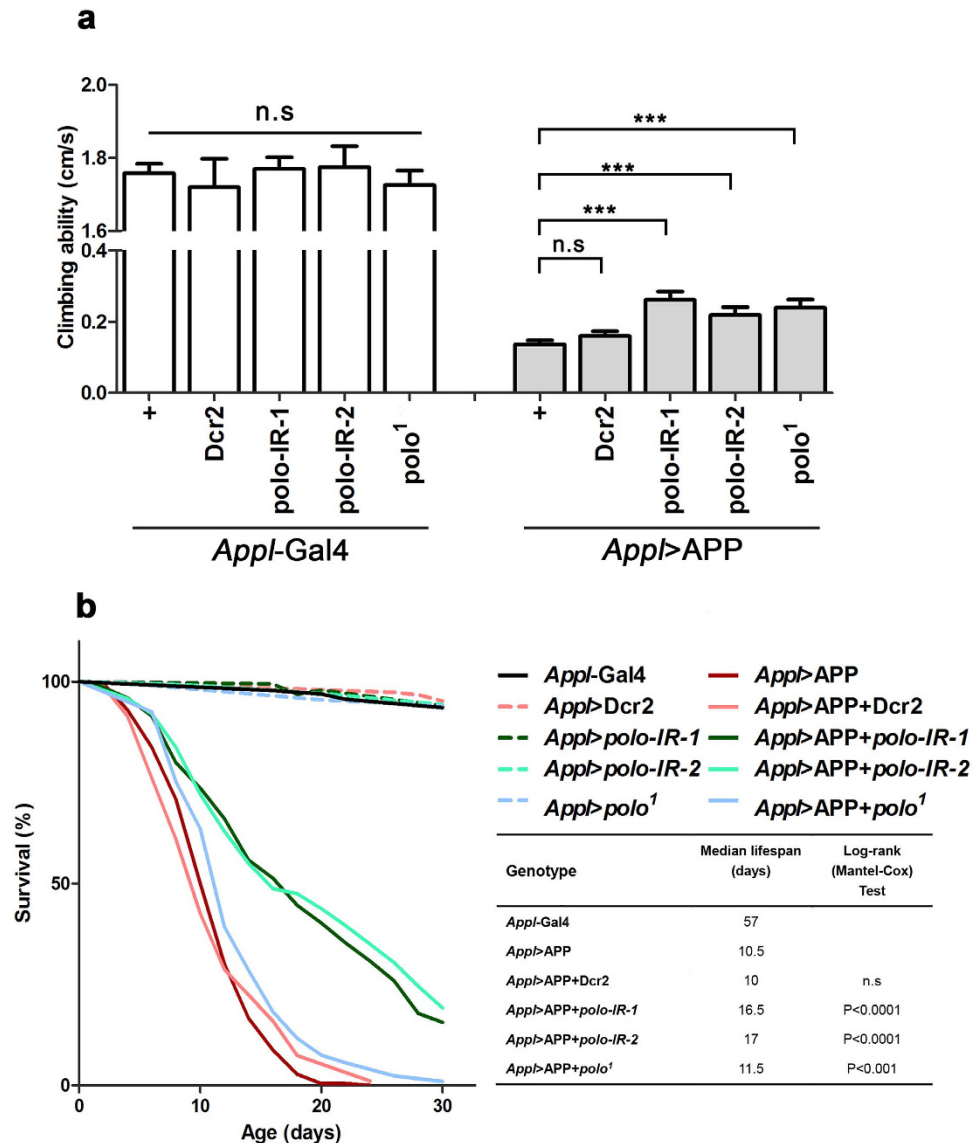 a
Climbing ability (cm/s)
2.0
1.8
1.6
0.4
0.2
0.0
n.s
***
***
***
n.s
+
Dcr2
polo-IR-1
polo-IR-2
polo¹
+
Dcr2
polo-IR-1
polo-IR-2
polo¹
Appl-Gal4
Appl>APP
b
Survival (%)
100
50
0
0
10
20
30
Age (days)
Appl-Gal4
Appl>APP
Appl>Dcr2
Appl>APP+Dcr2
Appl>polo-IR-1
Appl>APP+polo-IR-1
Appl>polo-IR-2
Appl>APP+polo-IR-2
Appl>polo¹
Appl>APP+polo¹
Genotype Median lifespan (days) Log-rank (Mantel-Cox) Test
Appl-Gal4 57
Appl>APP 10.5
Appl>APP+Dcr2 10 n.s
Appl>APP+polo-IR-1 16.5 P<0.0001
Appl>APP+polo-IR-2 17 P<0.0001
Appl>APP+polo¹ 11.5 P<0.001